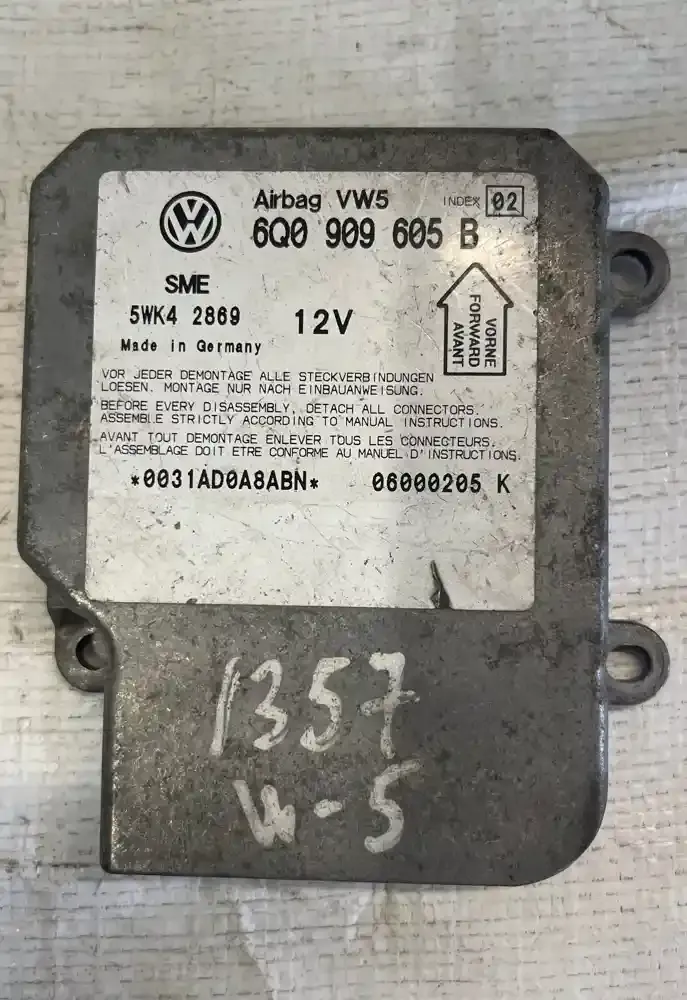 Airbag VW5 INDEX 02
6Q0 909 605 B
SME
5WK4 2869 12V
Made in Germany
VORNE
FORWARD
AVANT
VOR JEDER DEMONTAGE ALLE STECKVERBINDUNGEN
LOESEN. MONTAGE NUR NACH EINBAUANWEISUNG.
BEFORE EVERY DISASSEMBLY, DETACH ALL CONNECTORS.
ASSEMBLE STRICTLY ACCORDING TO MANUAL INSTRUCTIONS.
AVANT TOUT DEMONTAGE ENLEVER TOUS LES CONNECTEURS.
L'ASSEMBLAGE DOIT ETRE CONFORME AU MANUEL D'INSTRUCTIONS.
*0031AD0A8ABN* 06000205 K
1357